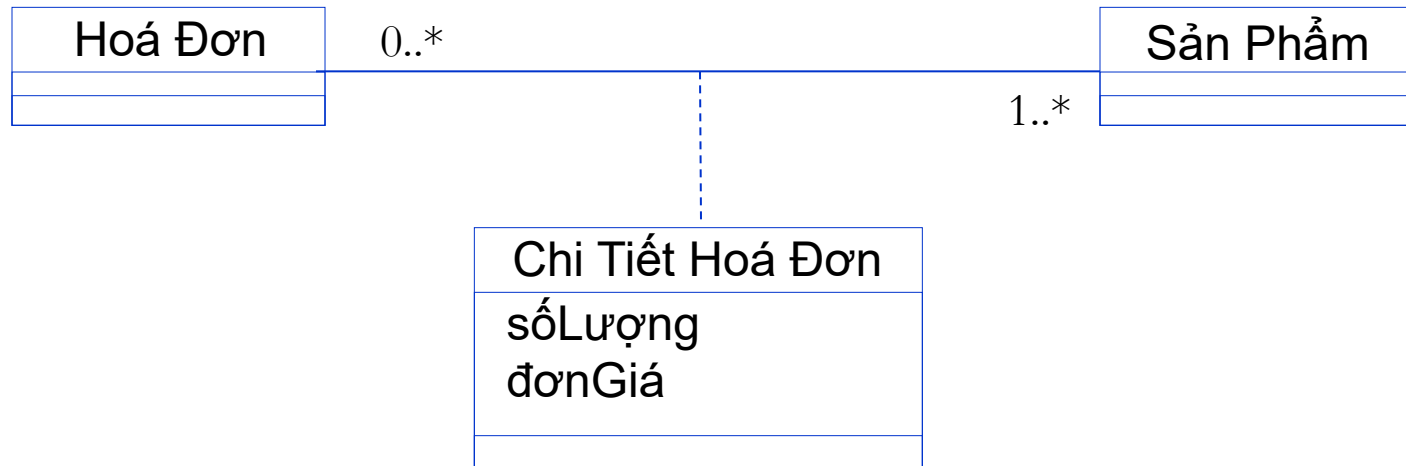 Hoá Đơn
0..*
Sản Phẩm
1..*
Chi Tiết Hoá Đơn
sốLượng
đơnGiá